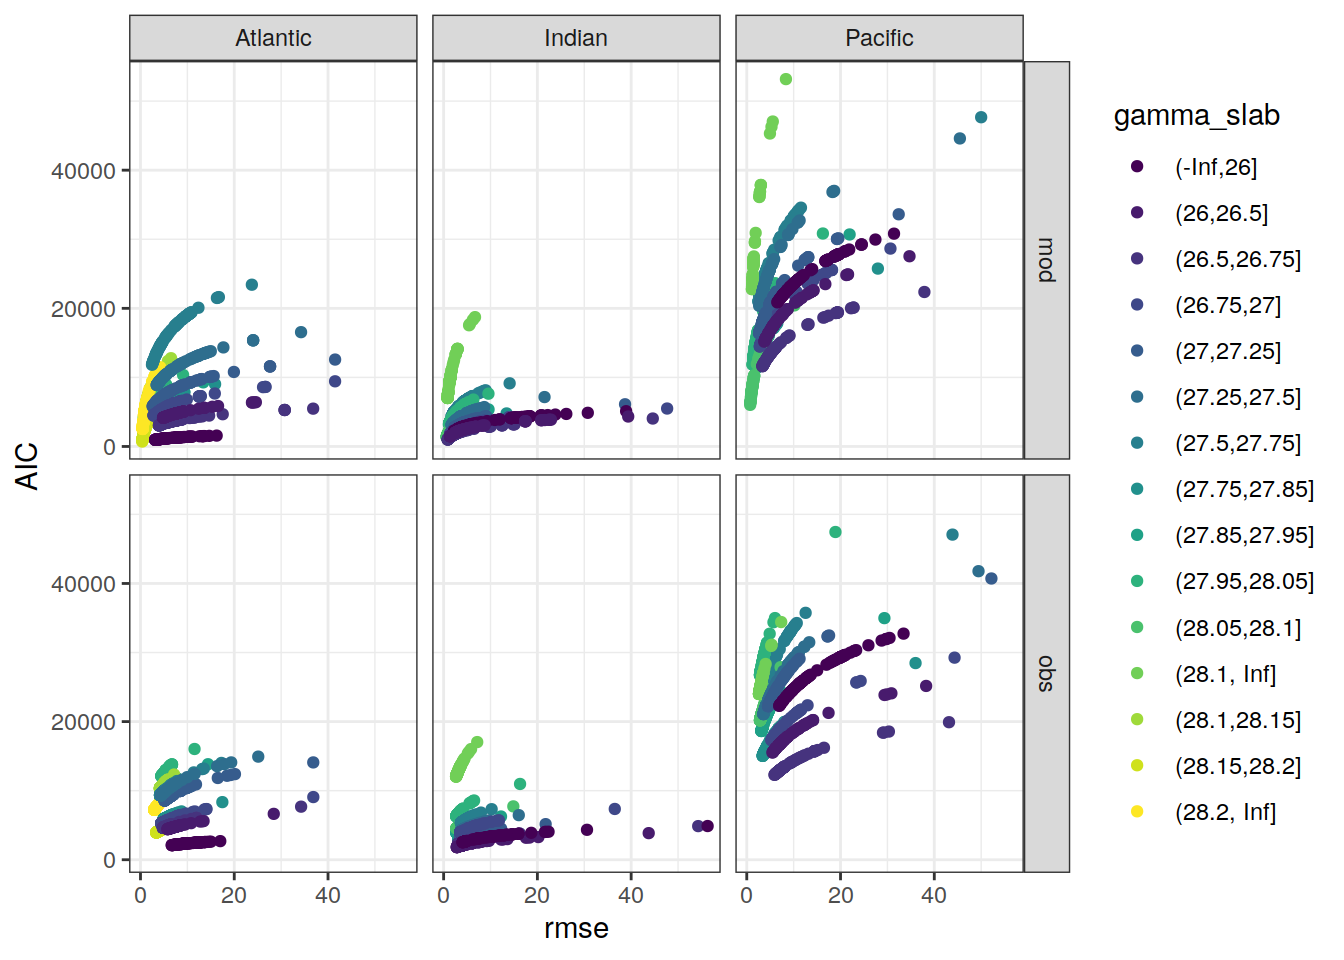 Atlantic
Indian
Pacific
mod
obs
AIC
40000
20000
0
40000
20000
0
0
20
40
0
20
40
0
20
40
rmse
gamma_slab
(-Inf,26]
(26,26.5]
(26.5,26.75]
(26.75,27]
(27,27.25]
(27.25,27.5]
(27.5,27.75]
(27.75,27.85]
(27.85,27.95]
(27.95,28.05]
(28.05,28.1]
(28.1, Inf]
(28.1,28.15]
(28.15,28.2]
(28.2, Inf]